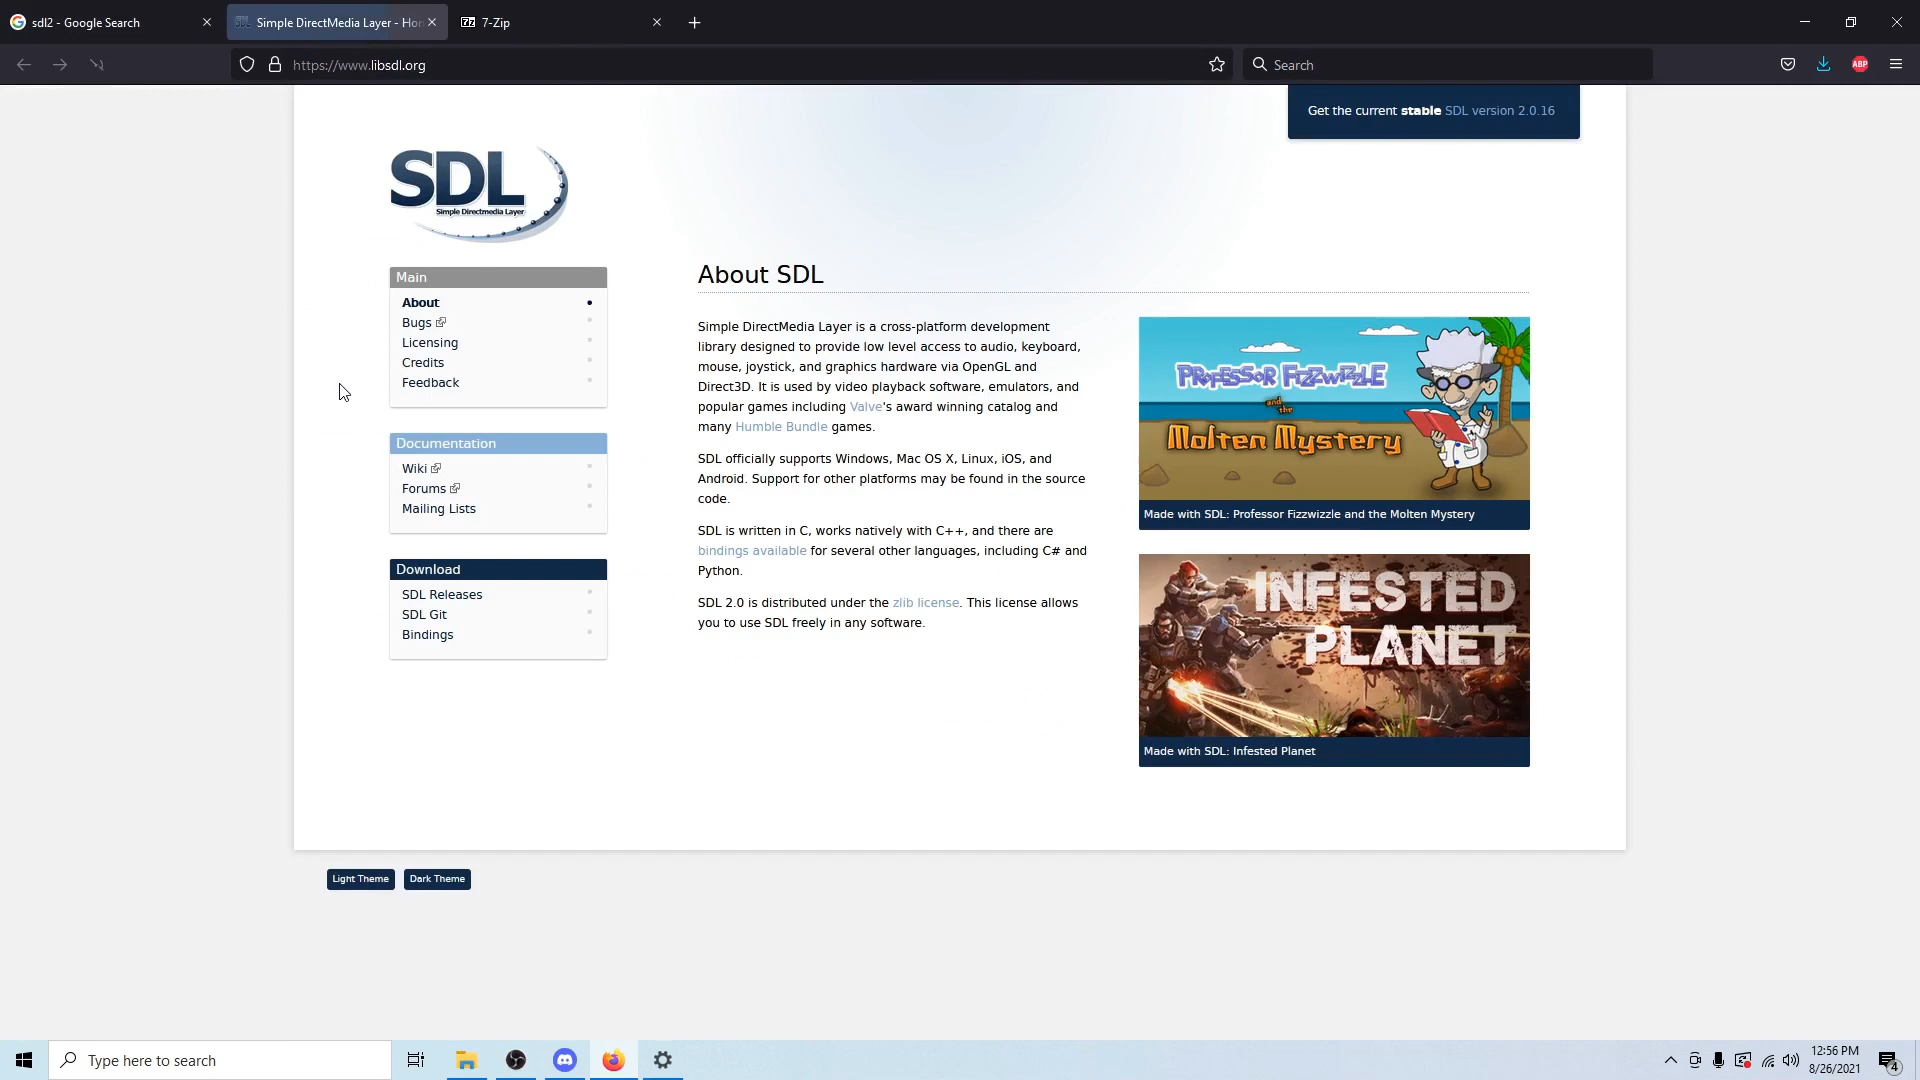 sdl2 - Google Search
Simple DirectMedia Layer - Hom
7z 7-Zip
https://www.libsdl.org
Search
ABP
Get the current stable SDL version 2.0.16
SDL
Simple Directmedia Layer
Main
About
Bugs
Licensing
Credits
Feedback
Documentation
Wiki
Forums
Mailing Lists
Download
SDL Releases
SDL Git
Bindings
About SDL
Simple DirectMedia Layer is a cross-platform development
library designed to provide low level access to audio, keyboard,
mouse, joystick, and graphics hardware via OpenGL and
Direct3D. It is used by video playback software, emulators, and
popular games including Valve's award winning catalog and
many Humble Bundle games.
SDL officially supports Windows, Mac OS X, Linux, iOS, and
Android. Support for other platforms may be found in the source
code.
SDL is written in C, works natively with C++, and there are
bindings available for several other languages, including C# and
Python.
SDL 2.0 is distributed under the zlib license. This license allows
you to use SDL freely in any software.
PROFESSOR FIZZWIZZLE
and the
MOLTEN MYSTERY
Made with SDL: Professor Fizzwizzle and the Molten Mystery
INFESTED
PLANET
Made with SDL: Infested Planet
Light Theme
Dark Theme
Type here to search
12:56 PM
8/26/2021
4